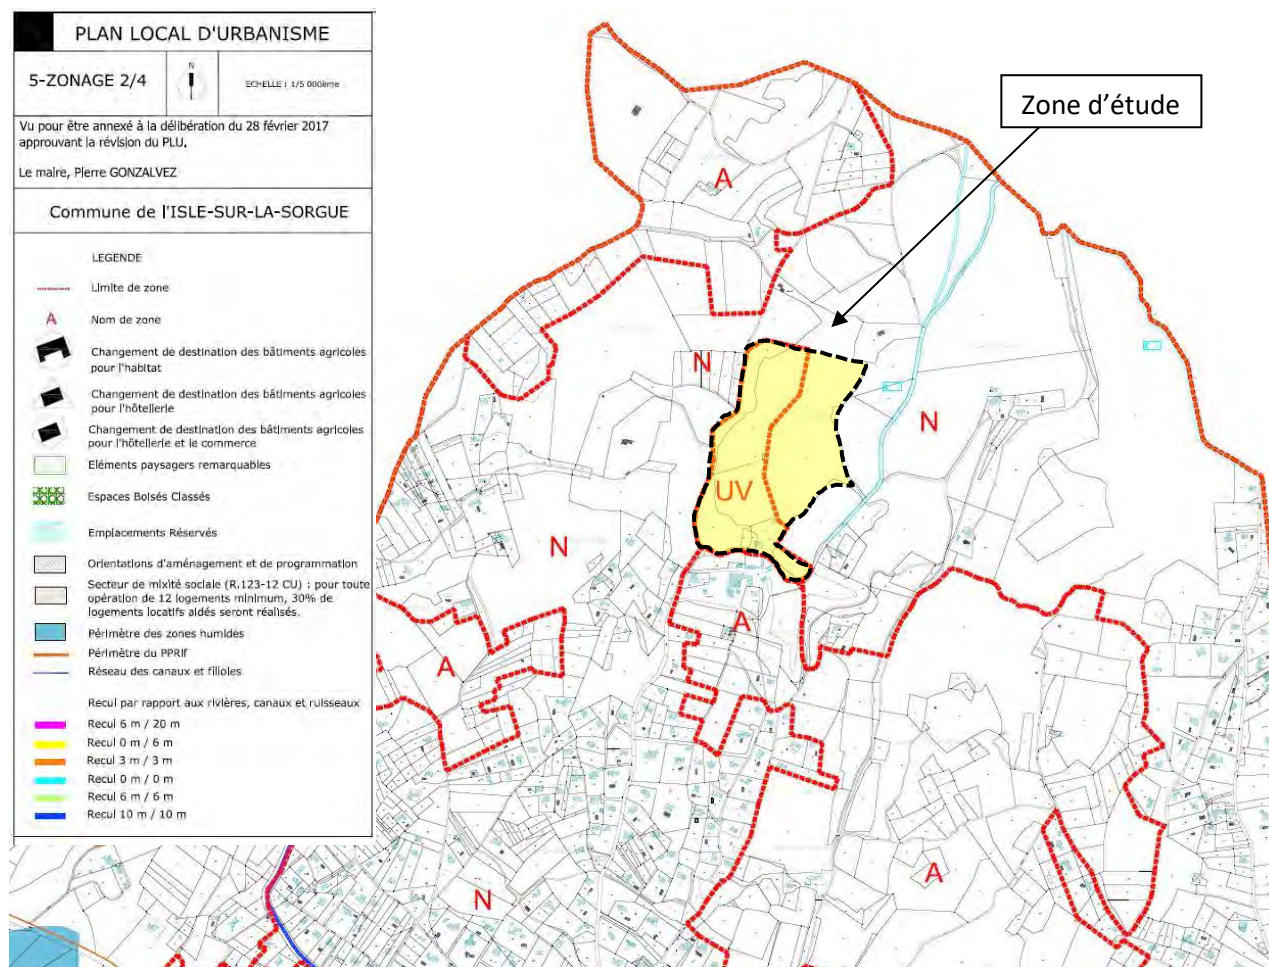 PLAN LOCAL D'URBANISME
5-ZONAGE 2/4
N
ECHELLE : 1/5 000ème
Vu pour être annexé à la délibération du 28 février 2017
approuvant la révision du PLU.
Le maire, Pierre GONZALVEZ
Commune de l'ISLE-SUR-LA-SORGUE
LEGENDE
Limite de zone
A
Nom de zone
Changement de destination des bâtiments agricoles
pour l'habitat
Changement de destination des bâtiments agricoles
pour l'hôtellerie
Changement de destination des bâtiments agricoles
pour l'hôtellerie et le commerce
Eléments paysagers remarquables
Espaces Boisés Classés
Emplacements Réservés
Orientations d'aménagement et de programmation
Secteur de mixité sociale (R.123-12 CU) : pour toute
opération de 12 logements minimum, 30% de
logements locatifs aidés seront réalisés.
Périmètre des zones humides
Périmètre du PPRif
Réseau des canaux et filioles
Recul par rapport aux rivières, canaux et ruisseaux
Recul 6 m / 20 m
Recul 0 m / 6 m
Recul 3 m / 3 m
Recul 0 m / 0 m
Recul 6 m / 6 m
Recul 10 m / 10 m
Zone d'étude
A
N
N
UV
N
A
A
A
N